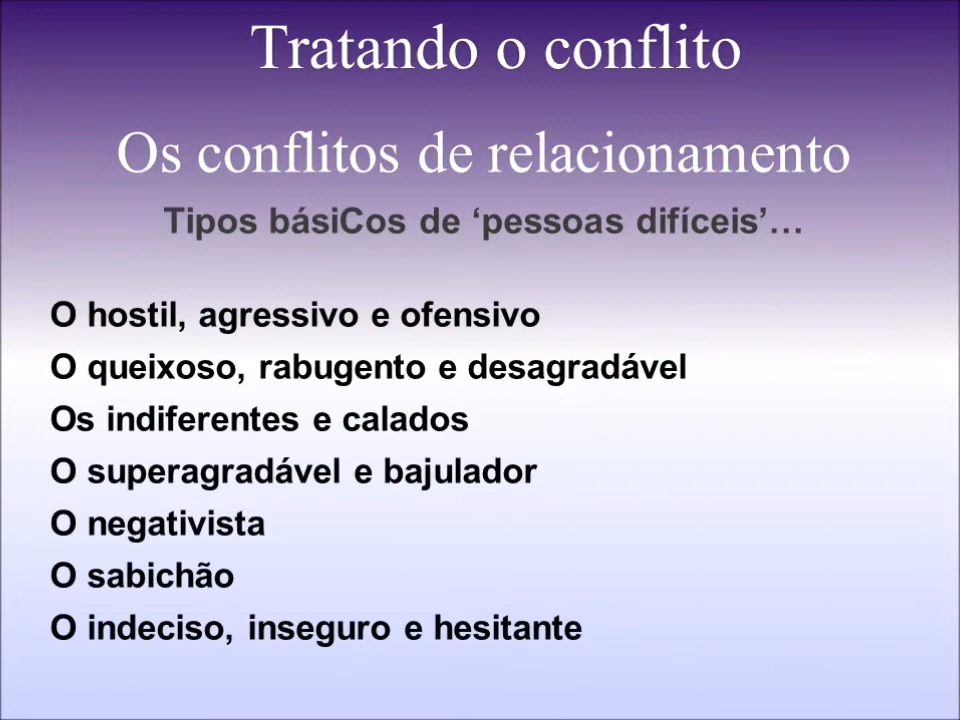 Tratando o conflito
Os conflitos de relacionamento
Tipos básiCos de ‘pessoas difíceis’…
O hostil, agressivo e ofensivo
O queixoso, rabugento e desagradável
Os indiferentes e calados
O superagradável e bajulador
O negativista
O sabichão
O indeciso, inseguro e hesitante